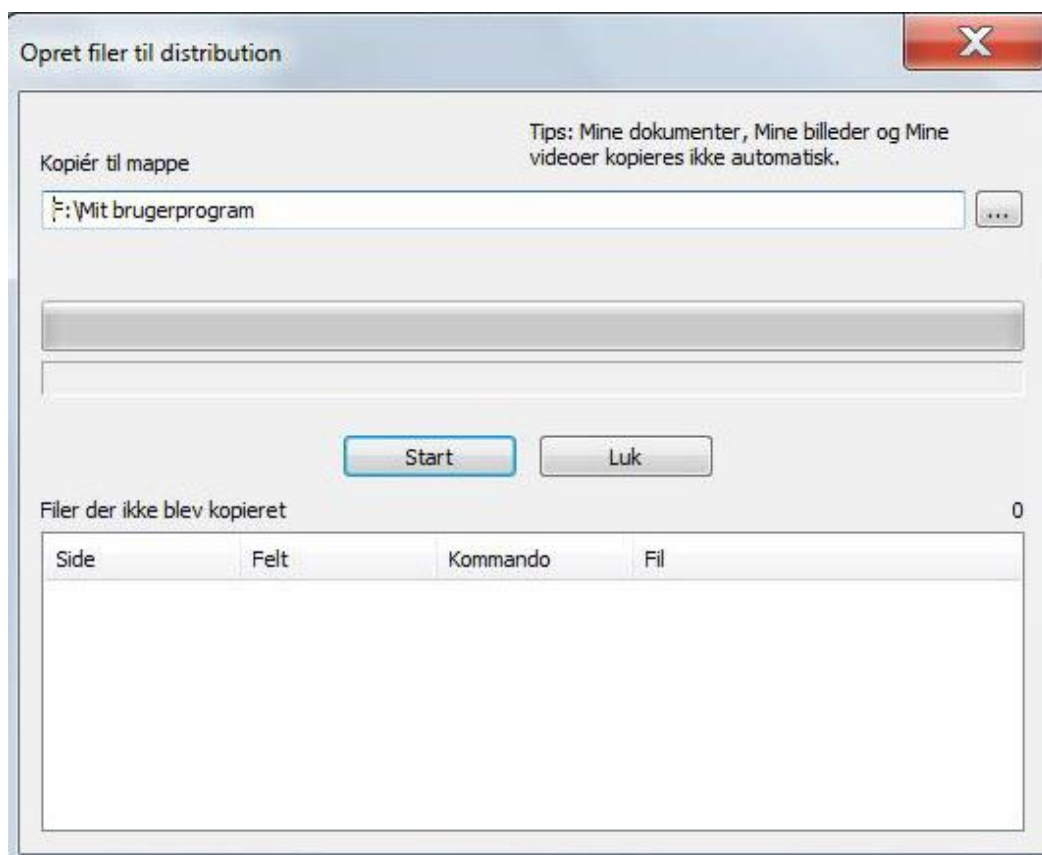 Opret filer til distribution
Tips: Mine dokumenter, Mine billeder og Mine
videoer kopieres ikke automatisk.
Kopiér til mappe
F:\Mit brugerprogram
...
Start
Luk
Filer der ikke blev kopieret
0
Side Felt Kommando Fil